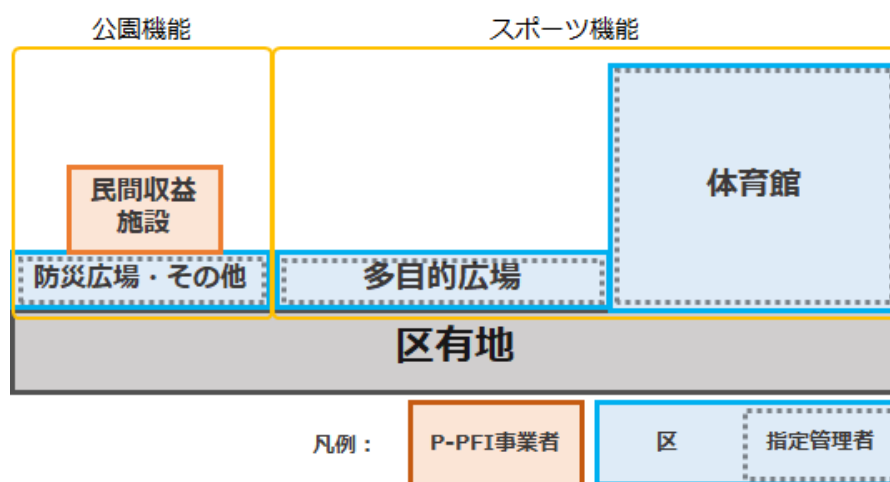 公園機能
スポーツ機能
民間収益
施設
体育館
防災広場・その他
多目的広場
区有地
凡例：
P-PFI事業者
区
指定管理者